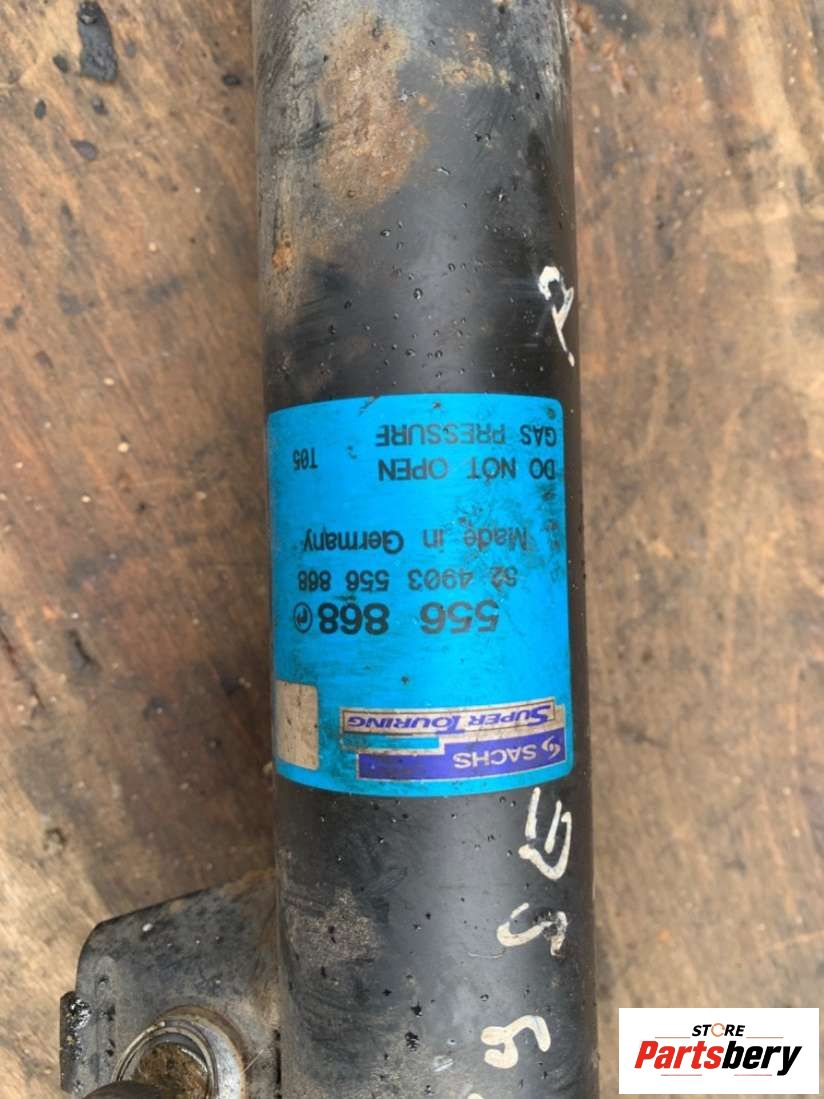 SACHS
SUPER TOURING
556 868
52 4903 556 868
Made in Germany
DO NOT OPEN
GAS PRESSURE
T05
STORE
Partsbery